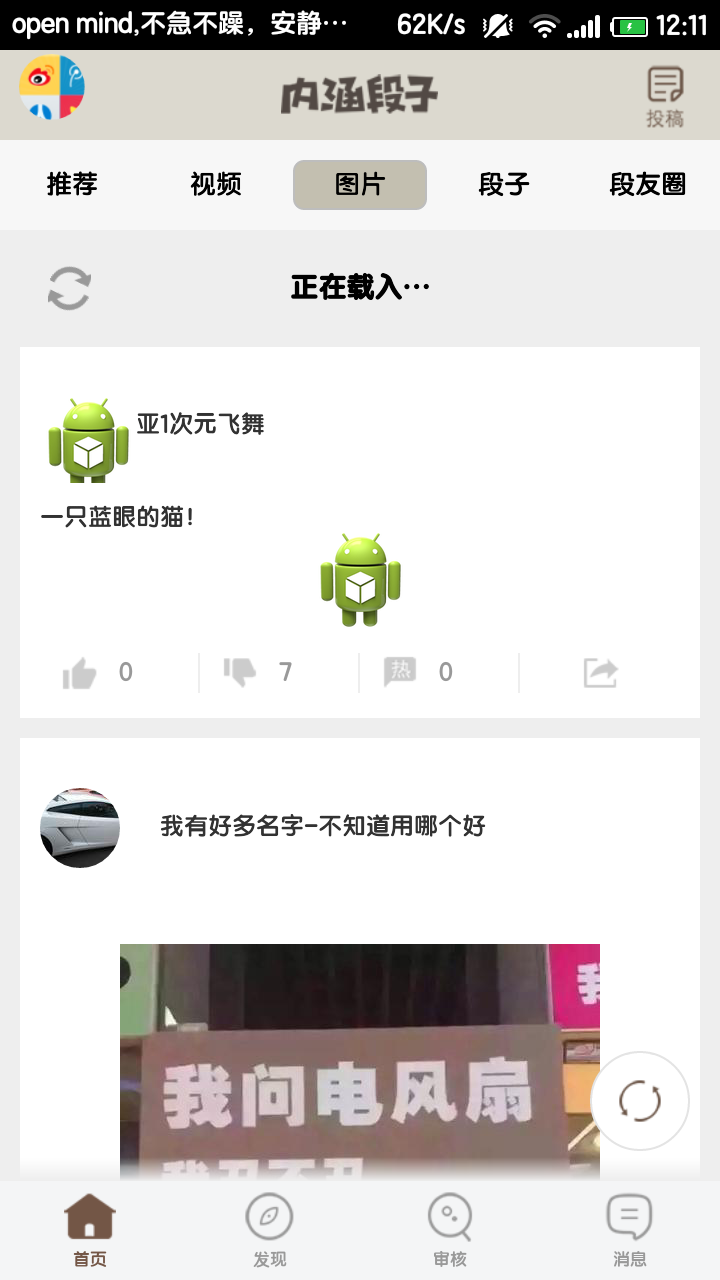 open mind,不急不躁，安静… 62K/s 12:11
内涵段子
投稿
推荐 视频 图片 段子 段友圈
正在载入…
亚1次元飞舞
一只蓝眼的猫！
0 7 热 0
我有好多名字-不知道用哪个好
我
我问电风扇
首页 发现 审核 消息